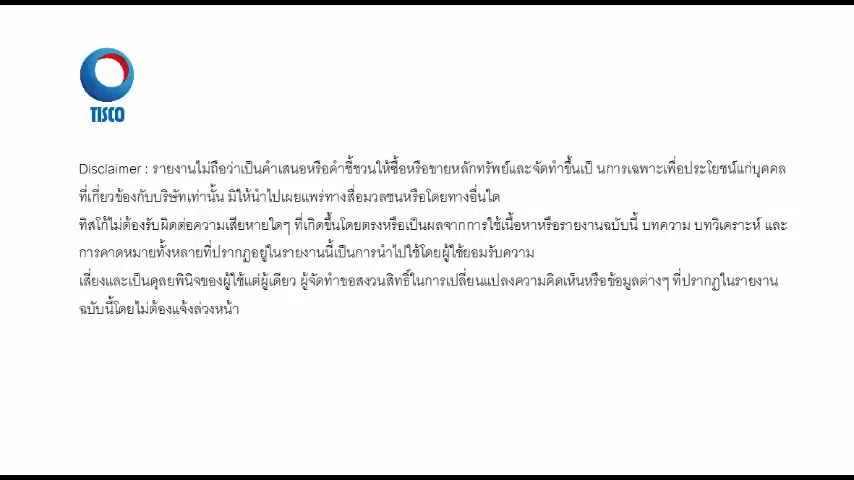 TISCO
Disclaimer : รายงานไม่ถือว่าเป็นคำเสนอหรือคำชี้ชวนให้ซื้อหรือขายหลักทรัพย์และจัดทำขึ้นเป็ นการเฉพาะเพื่อประโยชน์แก่บุคคล
ที่เกี่ยวข้องกับบริษัทเท่านั้น มิให้นำไปเผยแพร่ทางสื่อมวลชนหรือโดยทางอื่นใด
ทิสโก้ไม่ต้องรับผิดต่อความเสียหายใดๆ ที่เกิดขึ้นโดยตรงหรือเป็นผลจากการใช้เนื้อหาหรือรายงานฉบับนี้ บทความ บทวิเคราะห์ และ
การคาดหมายทั้งหลายที่ปรากฏอยู่ในรายงานนี้เป็นการนำไปใช้โดยผู้ใช้ยอมรับความ
เสี่ยงและเป็นดุลยพินิจของผู้ใช้แต่ผู้เดียว ผู้จัดทำขอสงวนสิทธิ์ในการเปลี่ยนแปลงความคิดเห็นหรือข้อมูลต่างๆ ที่ปรากฏในรายงาน
ฉบับนี้โดยไม่ต้องแจ้งล่วงหน้า